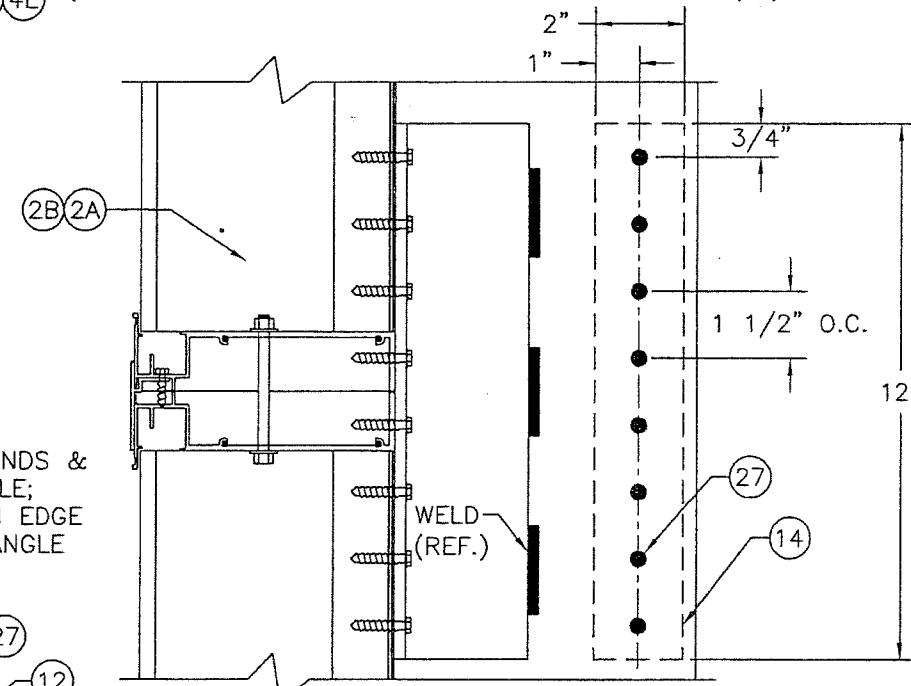 4E
2"
1"
3/4"
2B 2A
1 1/2" O.C.
12
NDS &
LE;
EDGE
ANGLE
WELD
(REF.)
27
14
27
12